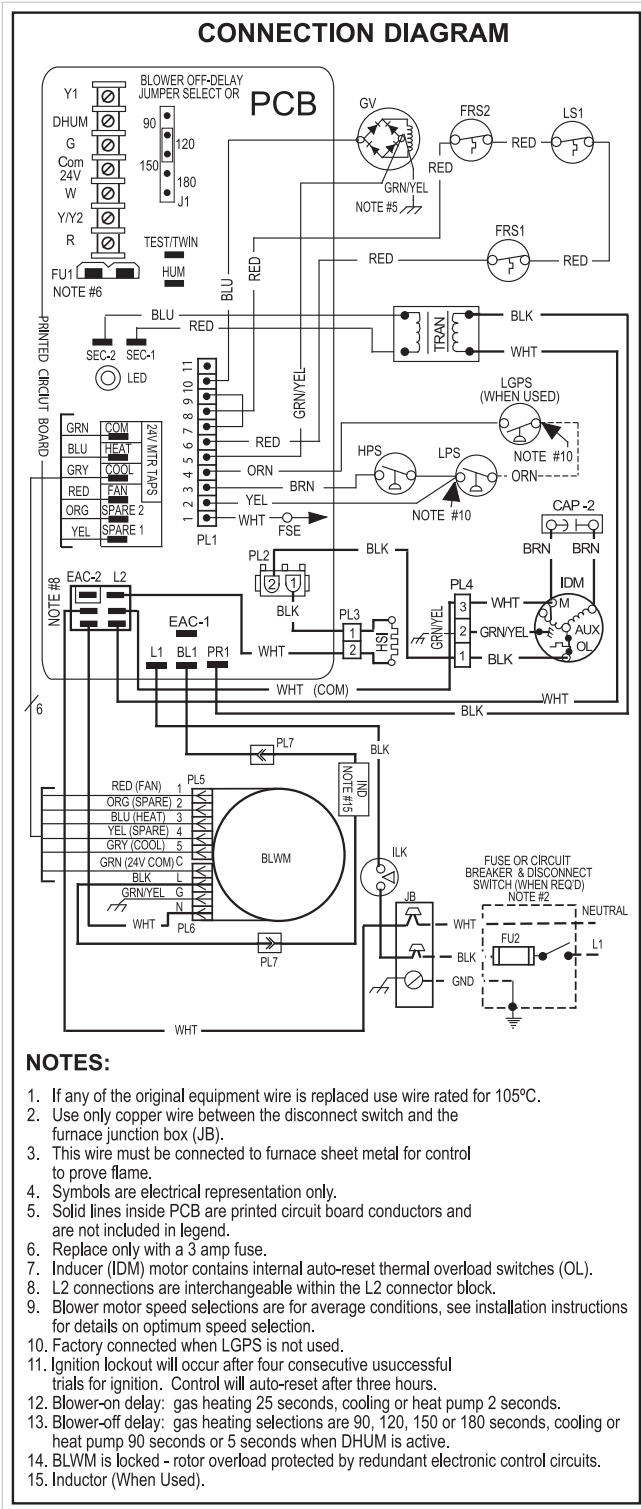 CONNECTION DIAGRAM
BLOWER OFF-DELAY
JUMPER SELECT OR
PCB
Y1
DHUM
G
Com
24V
W
Y/Y2
R
FU1
NOTE #6
90
120
150
180
J1
TEST/TWIN
HUM
GV
GRN/YEL
NOTE #5
FRS2
RED
LS1
RED
RED
FRS1
RED
RED
BLU
RED
GRN/YEL
PRINTED CIRCIUT BOARD
BLU
RED
SEC-2
SEC-1
LED
TRAN
BLK
WHT
11
10
9
8
7
6
5
4
3
2
1
PL1
RED
ORN
BRN
YEL
WHT
FSE
LGPS
(WHEN USED)
NOTE #10
HPS
LPS
ORN
NOTE #10
GRN
COM
BLU
HEAT
GRY
COOL
RED
FAN
ORG
SPARE 2
YEL
SPARE 1
24V MTR TAPS
CAP -2
BRN
BRN
IDM
M
AUX
OL
PL2
2
1
BLK
BLK
PL3
1
2
WHT
HSI
PL4
3
2
1
GRN/YEL
WHT
GRN/YEL
BLK
NOTE #8
EAC-2
L2
EAC-1
L1
BL1
PR1
WHT (COM)
WHT
BLK
6
PL7
BLK
IND
NOTE #15
RED (FAN) 1
PL5
ORG (SPARE) 2
BLU (HEAT) 3
YEL (SPARE) 4
GRY (COOL) 5
GRN (24V COM) C
BLK L
GRN/YEL G
N
WHT
PL6
BLWM
PL7
ILK
JB
WHT
BLK
GND
FUSE OR CIRCUIT
BREAKER & DISCONNECT
SWITCH (WHEN REQ'D)
NOTE #2
NEUTRAL
FU2
L1
WHT
NOTES:
1. If any of the original equipment wire is replaced use wire rated for 105ºC.
2. Use only copper wire between the disconnect switch and the
furnace junction box (JB).
3. This wire must be connected to furnace sheet metal for control
to prove flame.
4. Symbols are electrical representation only.
5. Solid lines inside PCB are printed circuit board conductors and
are not included in legend.
6. Replace only with a 3 amp fuse.
7. Inducer (IDM) motor contains internal auto-reset thermal overload switches (OL).
8. L2 connections are interchangeable within the L2 connector block.
9. Blower motor speed selections are for average conditions, see installation instructions
for details on optimum speed selection.
10. Factory connected when LGPS is not used.
11. Ignition lockout will occur after four consecutive usuccessful
trials for ignition. Control will auto-reset after three hours.
12. Blower-on delay: gas heating 25 seconds, cooling or heat pump 2 seconds.
13. Blower-off delay: gas heating selections are 90, 120, 150 or 180 seconds, cooling or
heat pump 90 seconds or 5 seconds when DHUM is active.
14. BLWM is locked - rotor overload protected by redundant electronic control circuits.
15. Inductor (When Used).